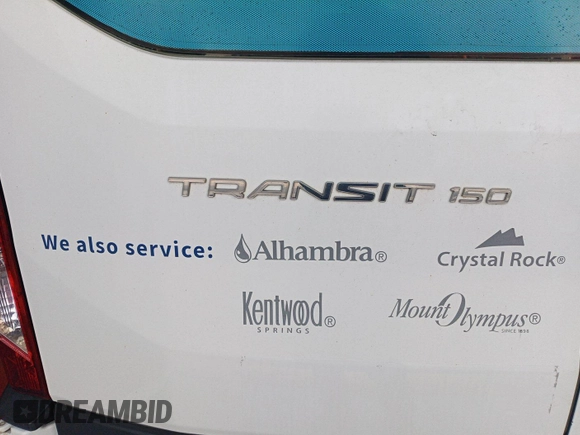 TRANSIT 150
We also service: Alhambra® Crystal Rock®
Kentwood® Mount Olympus®
SPRINGS
DREAMBID